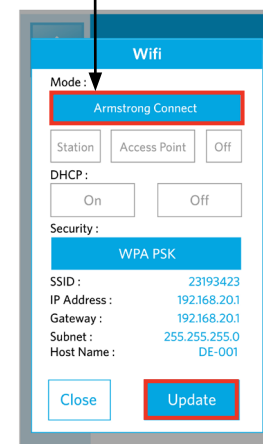 Wifi
Mode :
Armstrong Connect
Station Access Point Off
DHCP :
On Off
Security :
WPA PSK
SSID : 23193423
IP Address : 192.168.20.1
Gateway : 192.168.20.1
Subnet : 255.255.255.0
Host Name : DE-001
Close Update